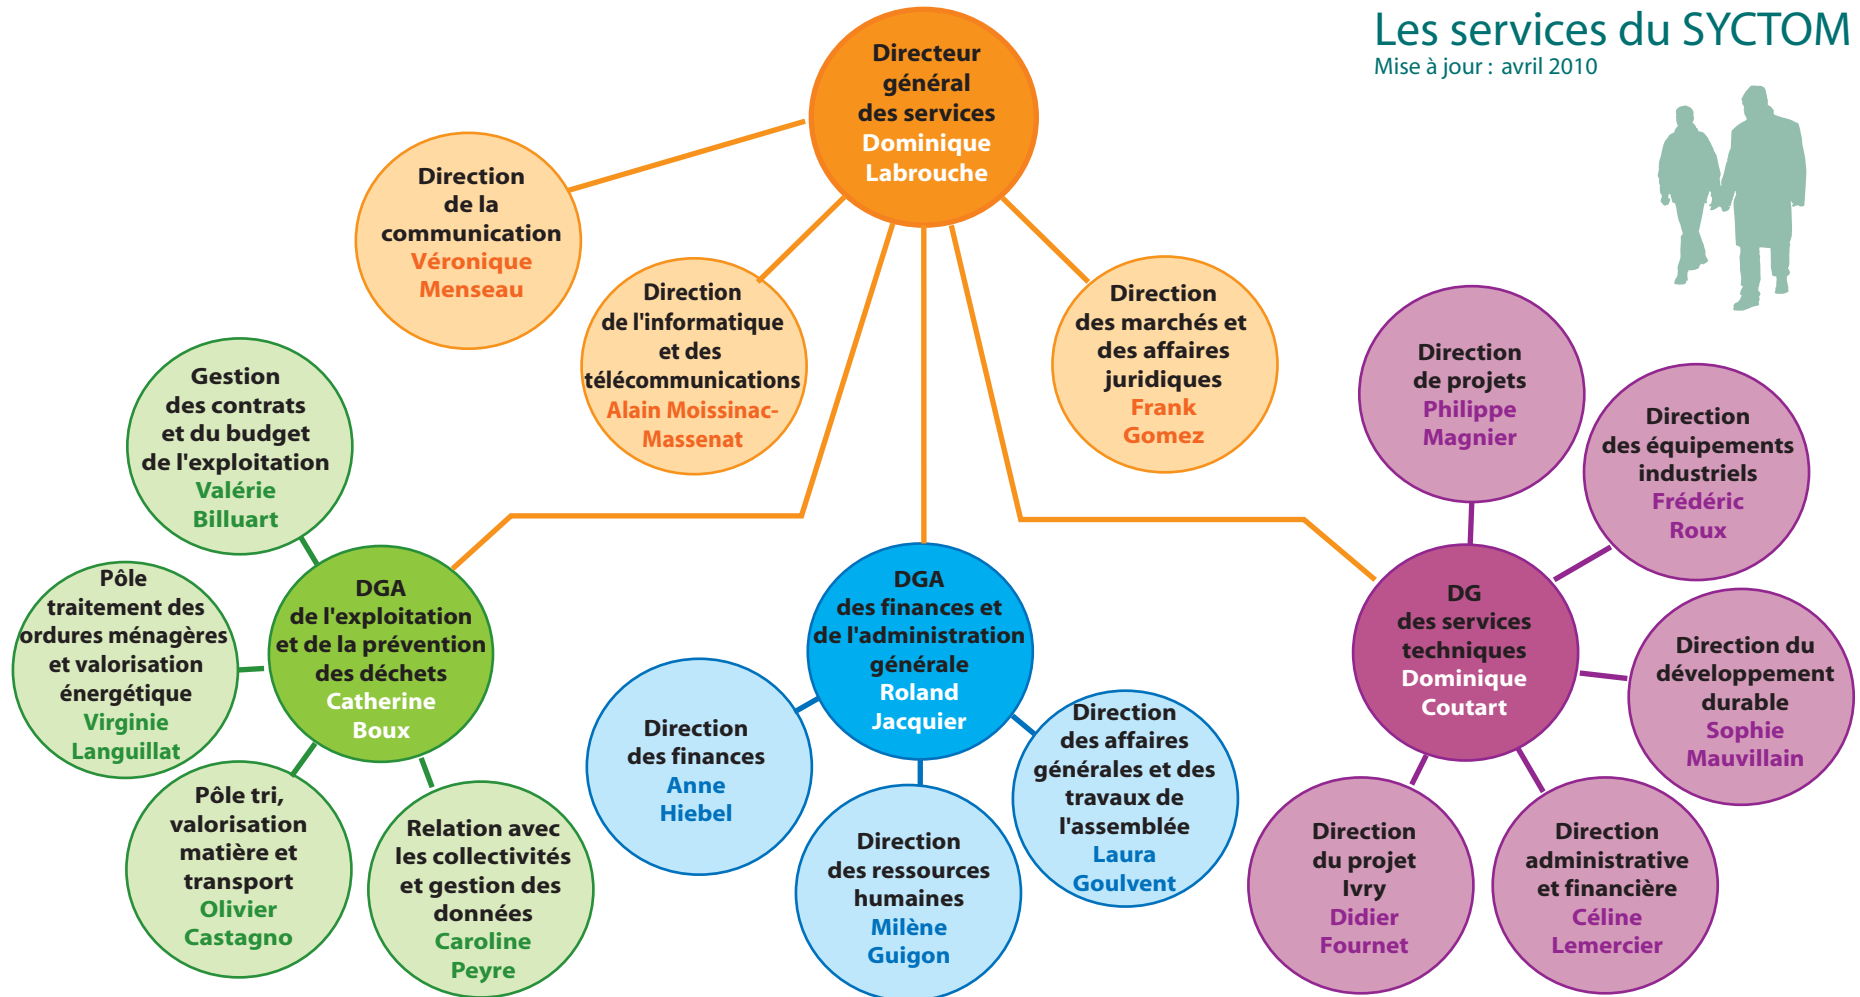 Les services du SYCTOM
Mise à jour : avril 2010
Directeur
général
des services
Dominique
Labrouche
Direction
de la
communication
Véronique
Menseau
Direction
de l'informatique
et des
télécommunications
Alain Moissinac-
Massenat
Direction
des marchés et
des affaires
juridiques
Frank
Gomez
Gestion
des contrats
et du budget
de l'exploitation
Valérie
Billuart
Pôle
traitement des
ordures ménagères
et valorisation
énergétique
Virginie
Languillat
Pôle tri,
valorisation
matière et
transport
Olivier
Castagno
Relation avec
les collectivités
et gestion des
données
Caroline
Peyre
DGA
de l'exploitation
et de la prévention
des déchets
Catherine
Boux
DGA
des finances et
de l'administration
générale
Roland
Jacquier
Direction
des finances
Anne
Hiebel
Direction
des ressources
humaines
Milène
Guigon
Direction
des affaires
générales et des
travaux de
l'assemblée
Laura
Goulvent
DG
des services
techniques
Dominique
Coutart
Direction
de projets
Philippe
Magnier
Direction
des équipements
industriels
Frédéric
Roux
Direction du
développement
durable
Sophie
Mauvillain
Direction
administrative
et financière
Céline
Lemercier
Direction
du projet
Ivry
Didier
Fournet